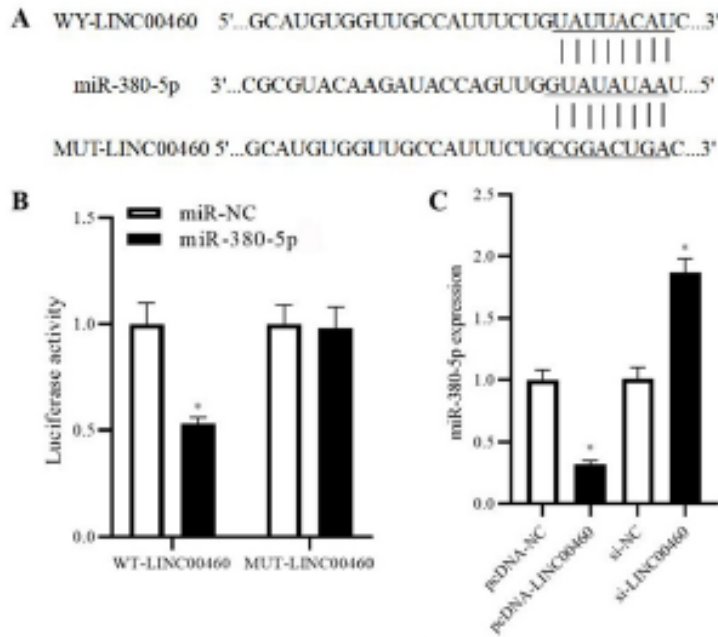 A
WY-LINC00460 5'...GCAUGUGGUUGCCAUUUCUGUAUUACAUC...3'
miR-380-5p 3'...CGCGUACAAGAUACCAGUUGGUAUAUAAU...5'
MUT-LINC00460 5'...GCAUGUGGUUGCCAUUUCUGCGGACUGAC...3'
B
miR-NC
miR-380-5p
Luciferase activity
1.5
1.0
0.5
0.0
*
WT-LINC00460 MUT-LINC00460
C
miR-380-5p expression
2.5
2.0
1.5
1.0
0.5
0.0
*
*
pcDNA-NC
pcDNA-LINC00460
si-NC
si-LINC00460